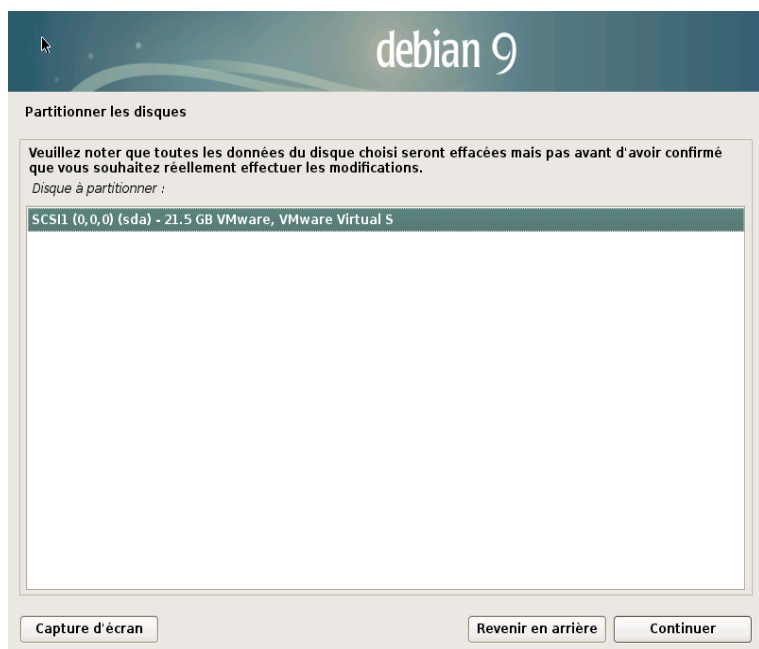 debian 9
Partitionner les disques
Veuillez noter que toutes les données du disque choisi seront effacées mais pas avant d'avoir confirmé
que vous souhaitez réellement effectuer les modifications.
Disque à partitionner :
SCSI1 (0,0,0) (sda) - 21.5 GB VMware, VMware Virtual S
Capture d'écran
Revenir en arrière
Continuer